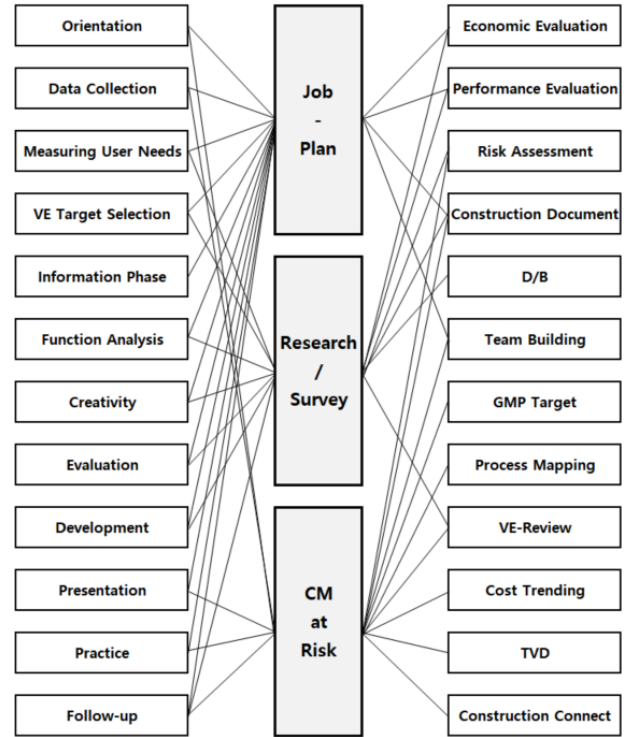 Orientation
Data Collection
Measuring User Needs
VE Target Selection
Information Phase
Function Analysis
Creativity
Evaluation
Development
Presentation
Practice
Follow-up
Job
-
Plan
Research
/
Survey
CM
at
Risk
Economic Evaluation
Performance Evaluation
Risk Assessment
Construction Document
D/B
Team Building
GMP Target
Process Mapping
VE-Review
Cost Trending
TVD
Construction Connect